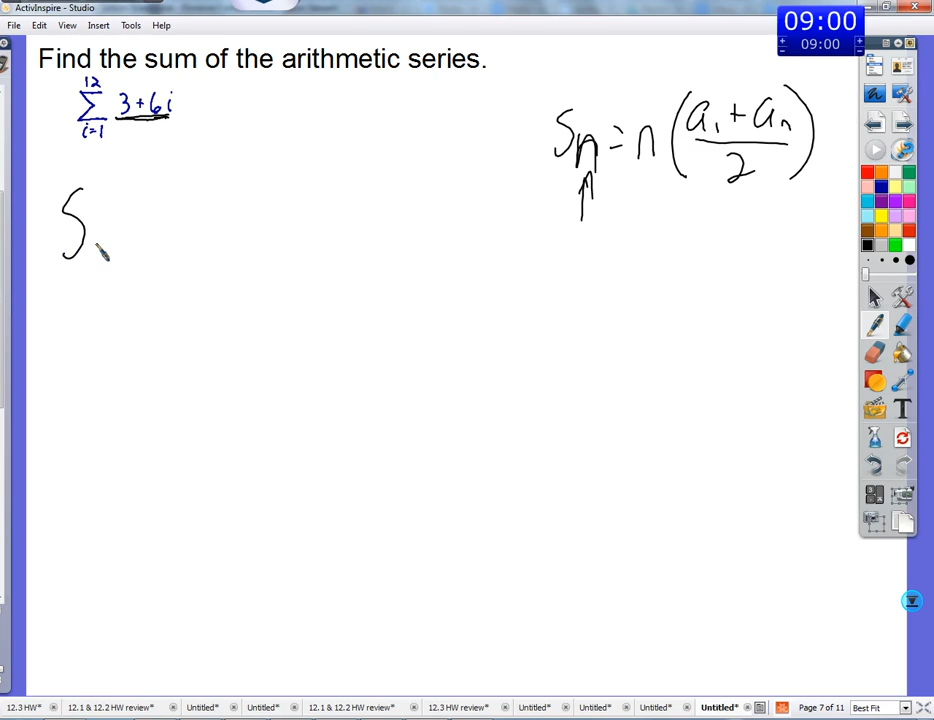 ActivInspire - Studio
File Edit View Insert Tools
09:00
09:00
Find the sum of the arithmetic series.
12
∑ 3+6i
i=1
Sn = n (a1 + an / 2)
S
12.3 HW* 12.1 & 12.2 HW review* Untitled* Untitled* 12.1 & 12.2 HW review* 12.3 HW review* Untitled* Untitled* Untitled* Untitled* Page 7 of 11 Best Fit